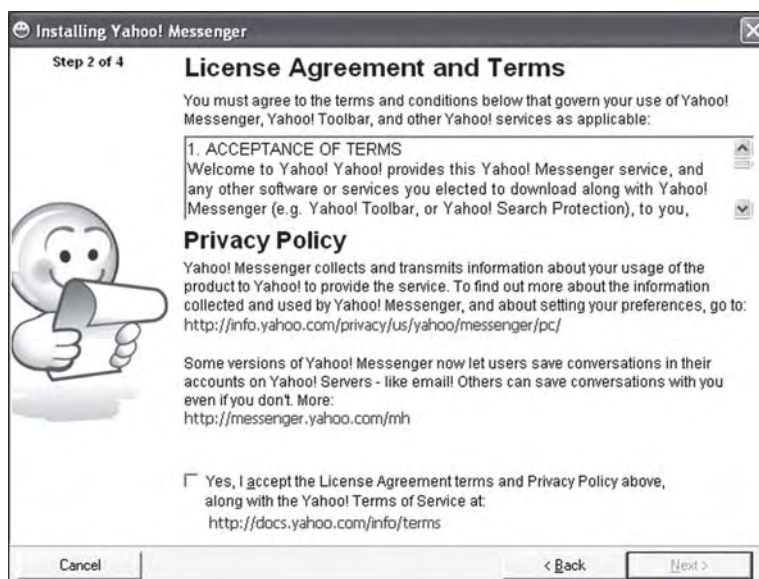 Installing Yahoo! Messenger
Step 2 of 4
License Agreement and Terms
You must agree to the terms and conditions below that govern your use of Yahoo!
Messenger, Yahoo! Toolbar, and other Yahoo! services as applicable:
1. ACCEPTANCE OF TERMS
Welcome to Yahoo! Yahoo! provides this Yahoo! Messenger service, and
any other software or services you elected to download along with Yahoo!
Messenger (e.g. Yahoo! Toolbar, or Yahoo! Search Protection), to you,
Privacy Policy
Yahoo! Messenger collects and transmits information about your usage of the
product to Yahoo! to provide the service. To find out more about the information
collected and used by Yahoo! Messenger, and about setting your preferences, go to:
http://info.yahoo.com/privacy/us/yahoo/messenger/pc/
Some versions of Yahoo! Messenger now let users save conversations in their
accounts on Yahoo! Servers - like email! Others can save conversations with you
even if you don't. More:
http://messenger.yahoo.com/mh
Yes, I accept the License Agreement terms and Privacy Policy above,
along with the Yahoo! Terms of Service at:
http://docs.yahoo.com/info/terms
Cancel
< Back
Next >